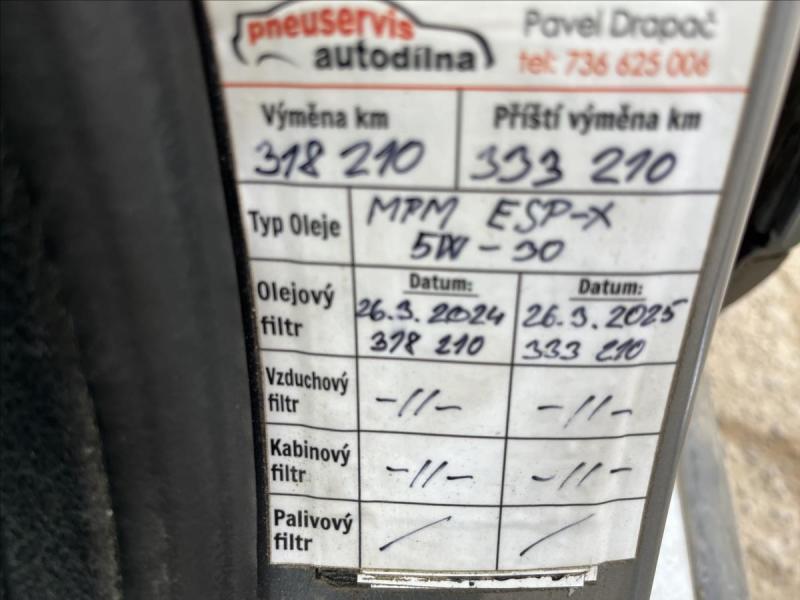 pneuservis
autodílna
Pavel Drapač
tel: 736 625 006
Výměna km
318 210
Příští výměna km
333 210
Typ Oleje
MPM ESP-X
5W-30
Olejový
filtr
Datum:
26.3.2024
318 210
Datum:
26.3.2025
333 210
Vzduchový
filtr
-//-
-//-
Kabinový
filtr
-//-
-//-
Palivový
filtr
/
/